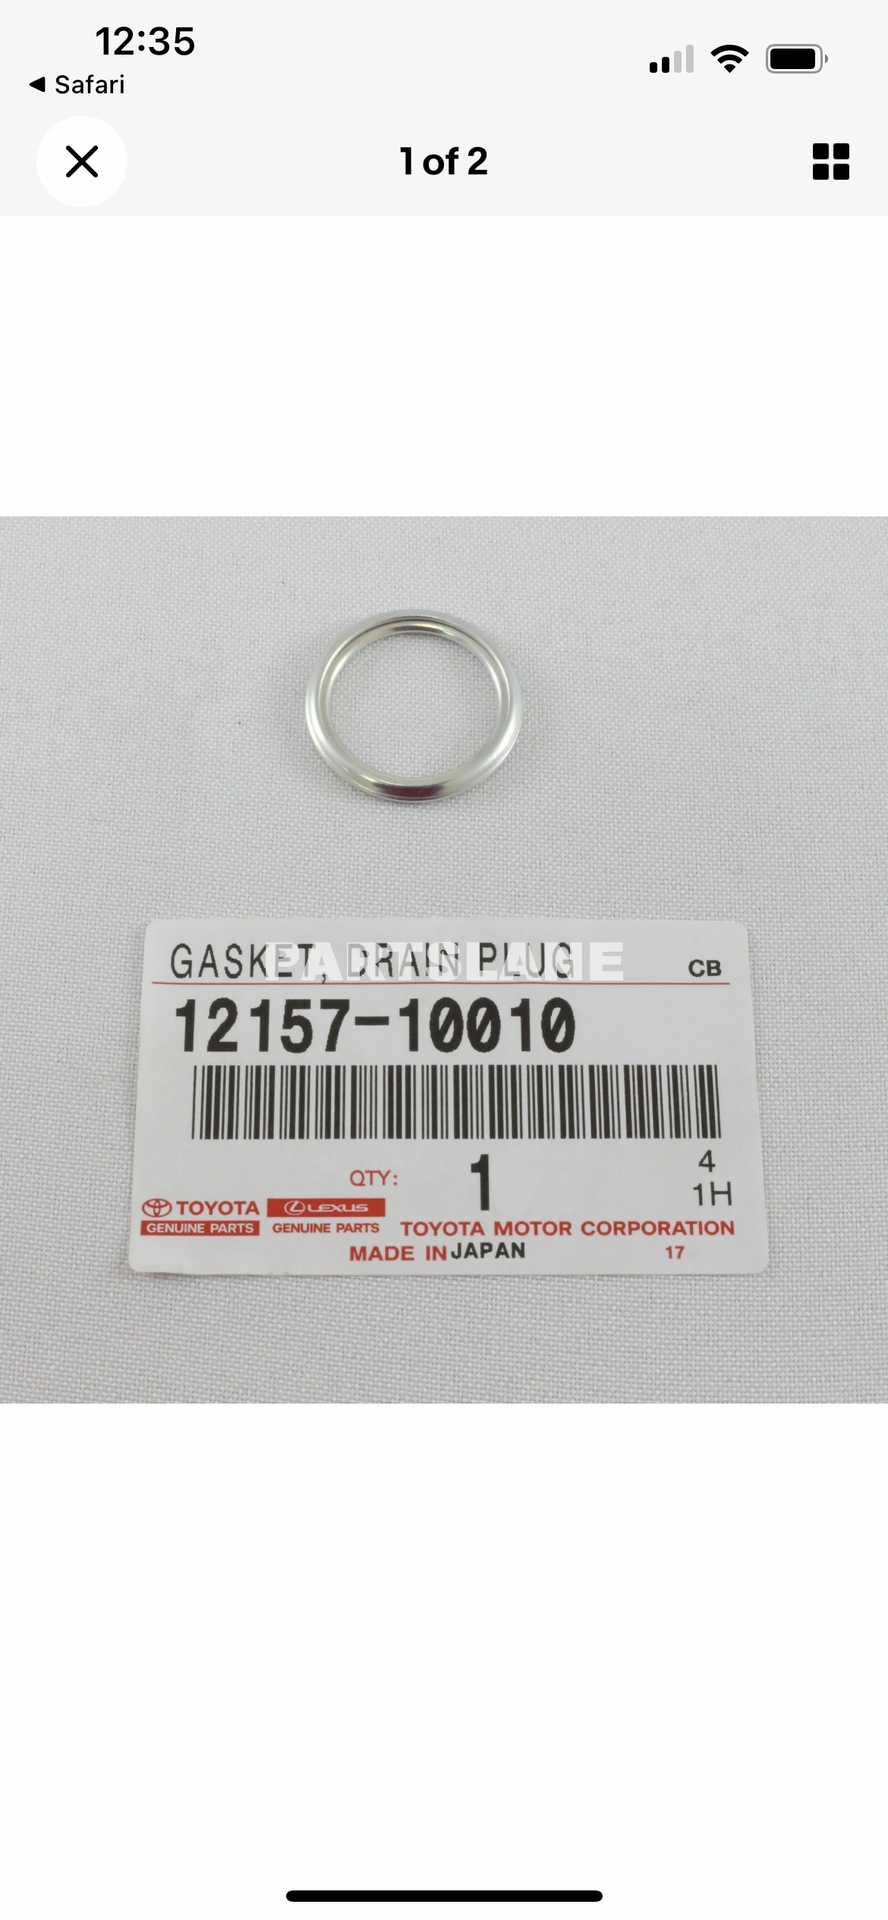 12:35
Safari
1 of 2
GASKET, DRAIN PLUG
PARTSLANE
CB
12157-10010
QTY: 1
4
1H
TOYOTA
GENUINE PARTS
LEXUS
GENUINE PARTS
TOYOTA MOTOR CORPORATION
MADE IN JAPAN
17